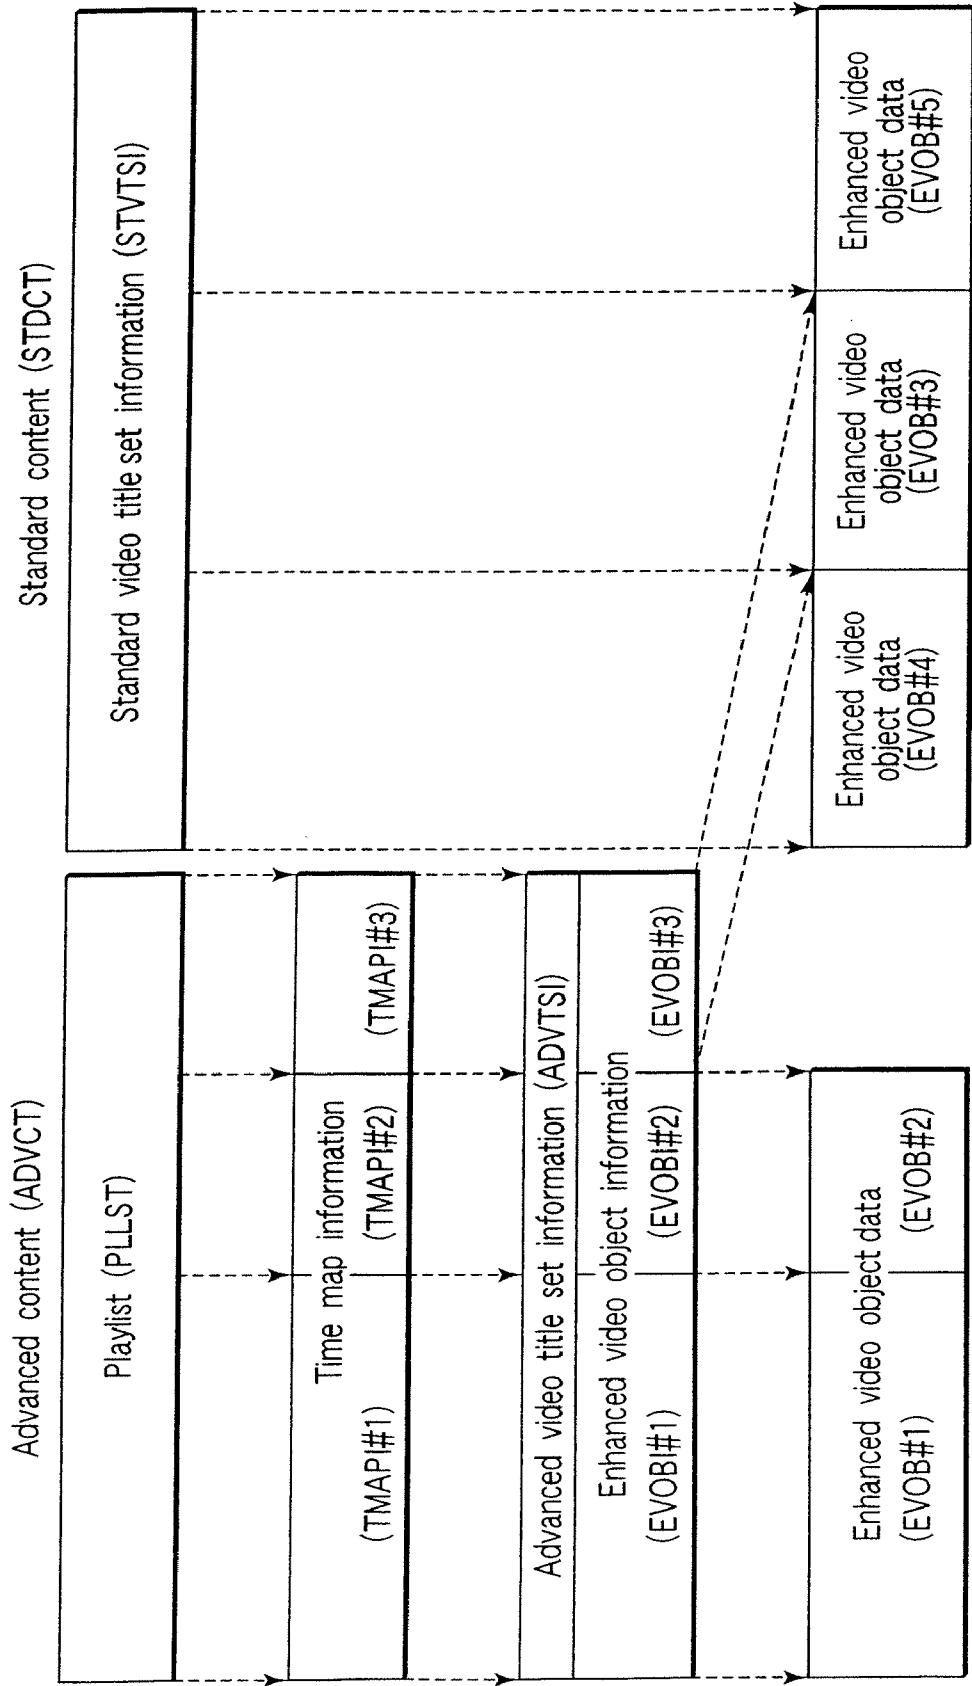 Advanced content (ADVCT)
Playlist (PLLST)
Time map information
(TMAPI#1)
(TMAPI#2)
(TMAPI#3)
Advanced video title set information (ADVTSI)
Enhanced video object information
(EVOBI#1)
(EVOBI#2)
(EVOBI#3)
Enhanced video object data
(EVOB#1)
(EVOB#2)
Standard content (STDCT)
Standard video title set information (STVTSI)
Enhanced video
object data
(EVOB#4)
Enhanced video
object data
(EVOB#3)
Enhanced video
object data
(EVOB#5)